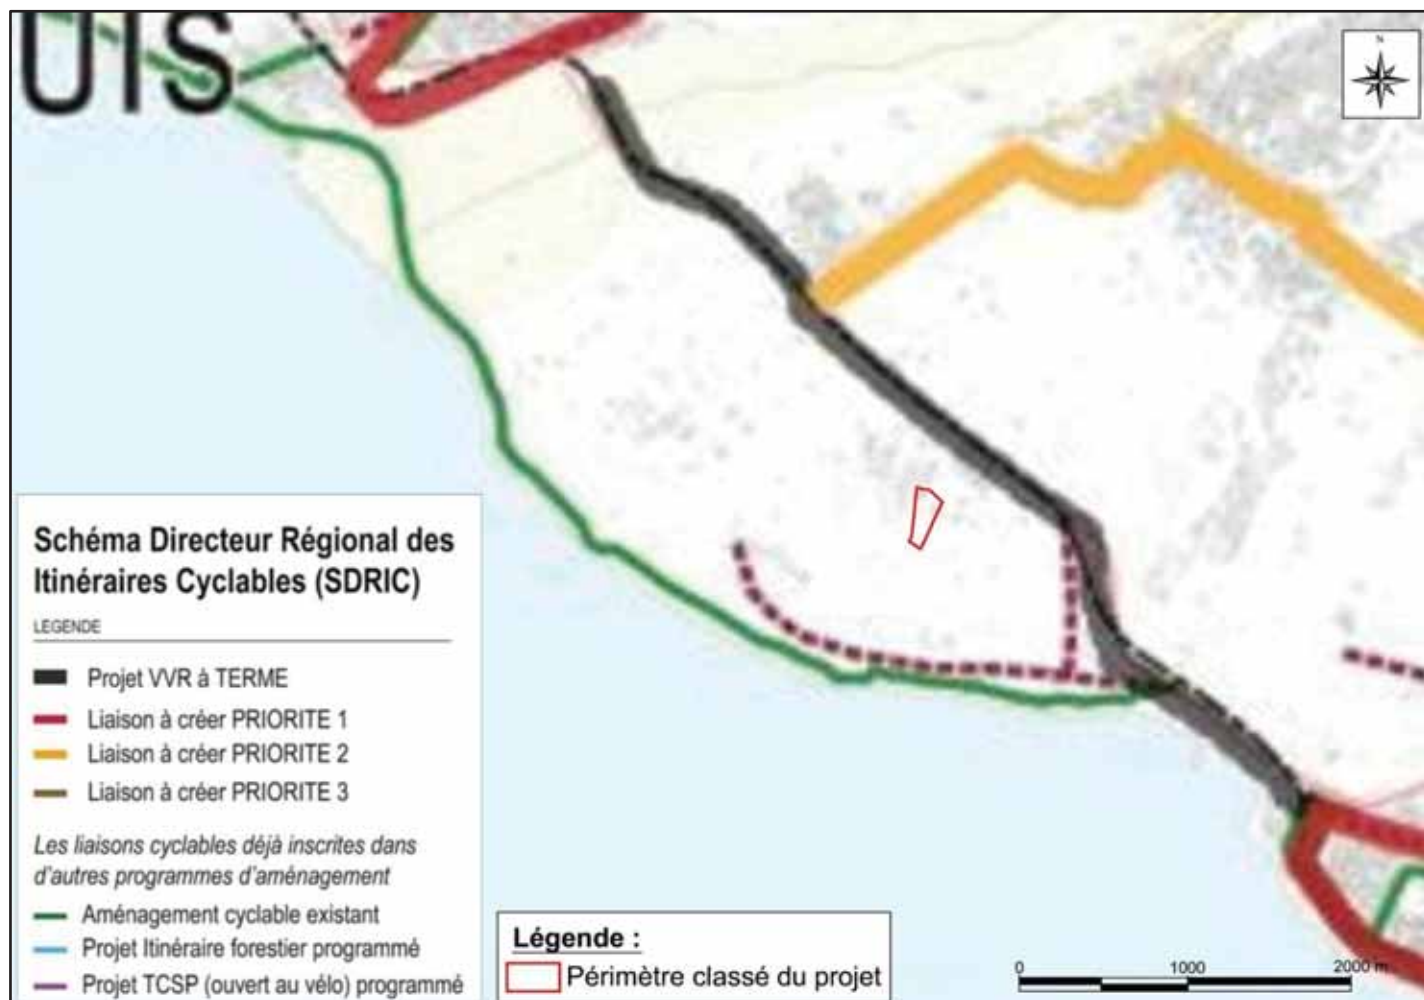 UIS
N
Schéma Directeur Régional des
Itinéraires Cyclables (SDRIC)
LEGENDE
Projet VVR à TERME
Liaison à créer PRIORITE 1
Liaison à créer PRIORITE 2
Liaison à créer PRIORITE 3
Les liaisons cyclables déjà inscrites dans
d'autres programmes d'aménagement
Aménagement cyclable existant
Projet Itinéraire forestier programmé
Projet TCSP (ouvert au vélo) programmé
Légende :
Périmètre classé du projet
0 1000 2000 m